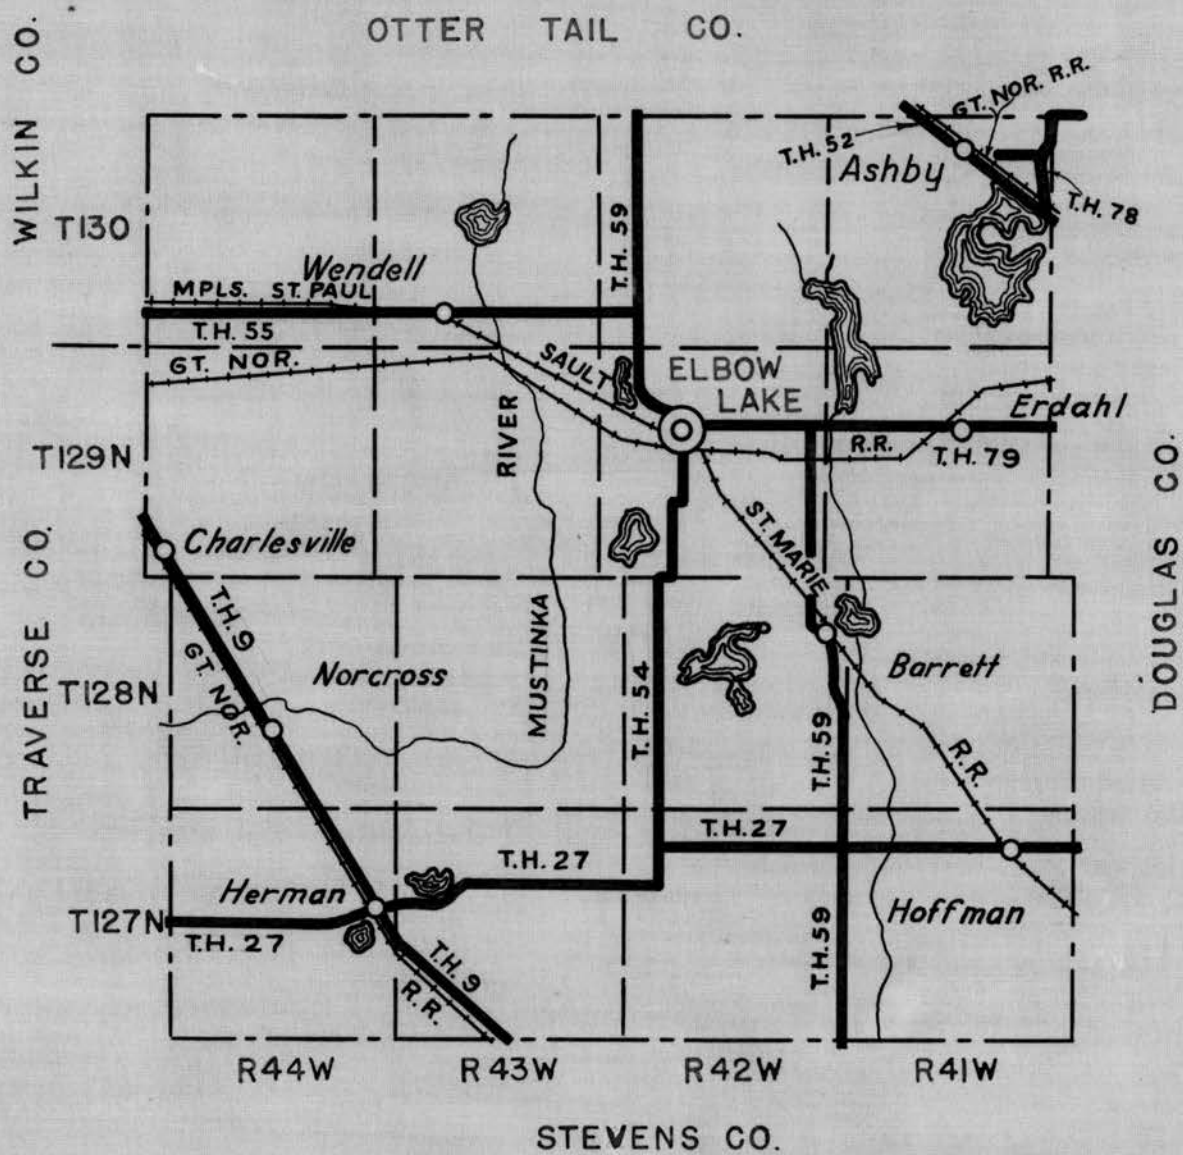 OTTER TAIL CO.
WILKIN CO.
GT. NOR. R.R.
T.H. 52
Ashby
T.H. 78
T130
T.H. 59
Wendell
MPLS. ST. PAUL
T.H. 55
GT. NOR.
SAULT
ELBOW
LAKE
Erdahl
RIVER
R.R.
T.H. 79
T129N
DOUGLAS CO.
ST. MARIE
Charlesville
TRAVERSE CO.
T.H. 9
GT. NOR.
Norcross
MUSTINKA
T.H. 54
Barrett
T128N
T.H. 59
R.R.
T.H. 27
T.H. 27
Herman
Hoffman
T127N
T.H. 27
T.H. 9
R.R.
T.H. 59
R44W
R43W
R42W
R41W
STEVENS CO.